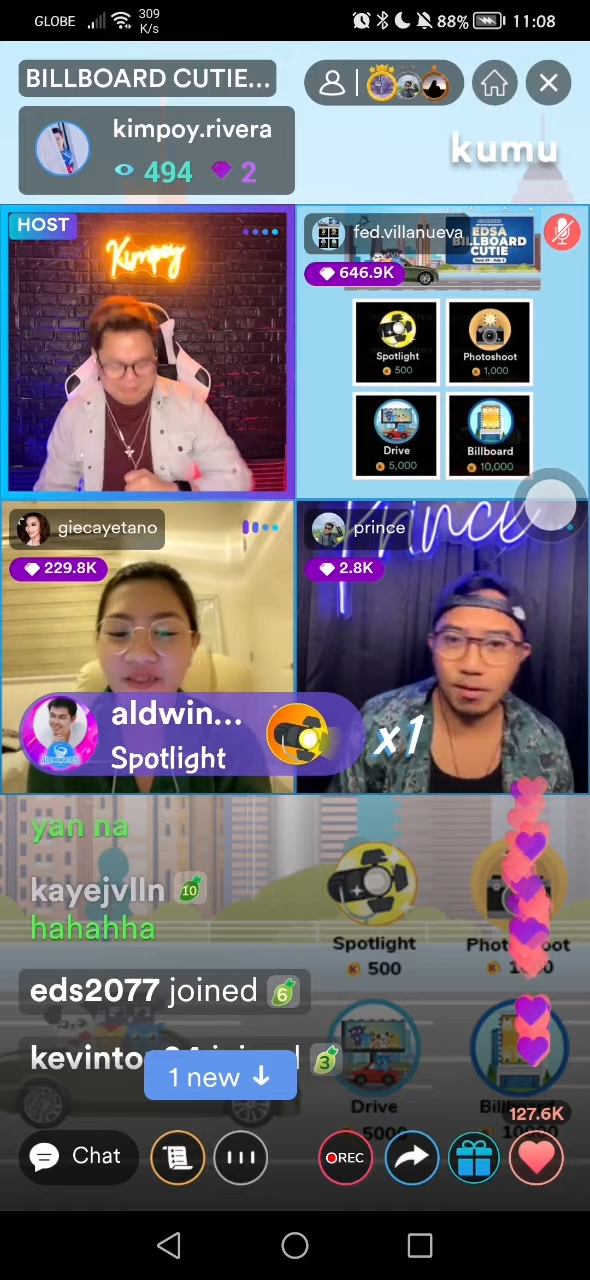 GLOBE
309
K/s
88%
11:08
BILLBOARD CUTIE...
kimpoy.rivera
494
2
kumu
HOST
Kimpoy
fed.villanueva
EDSA
BILLBOARD
CUTIE
646.9K
Spotlight
500
Photoshoot
1,000
Drive
5,000
Billboard
10,000
giecayetano
229.8K
prince
Prince
2.8K
aldwin...
Spotlight
x1
yan na
kayejvlln 10
hahahha
Spotlight
500
eds2077 joined 6
3
1 new
Drive
127.6K
Chat
REC